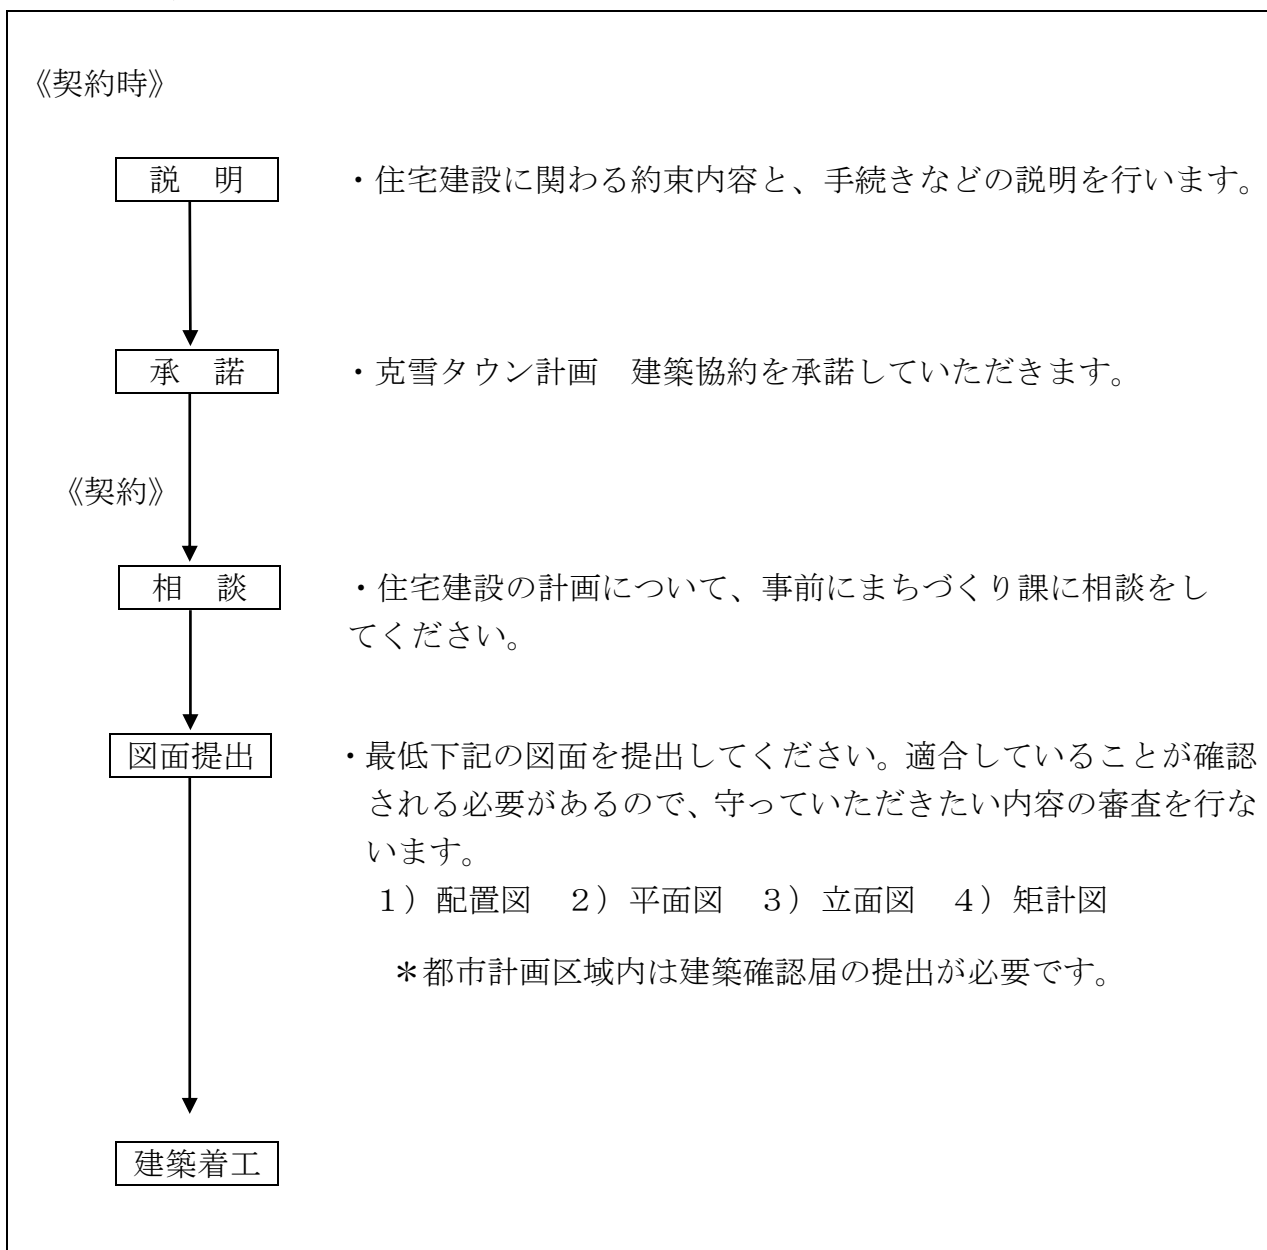 《契約時》
説　明　・住宅建設に関わる約束内容と、手続きなどの説明を行います。
承　諾　・克雪タウン計画　建築協約を承諾していただきます。
《契約》
相　談　・住宅建設の計画について、事前にまちづくり課に相談をし
てください。
図面提出　・最低下記の図面を提出してください。適合していることが確認
される必要があるので、守っていただきたい内容の審査を行な
います。
１）配置図　２）平面図　３）立面図　４）矩計図
＊都市計画区域内は建築確認届の提出が必要です。
建築着工